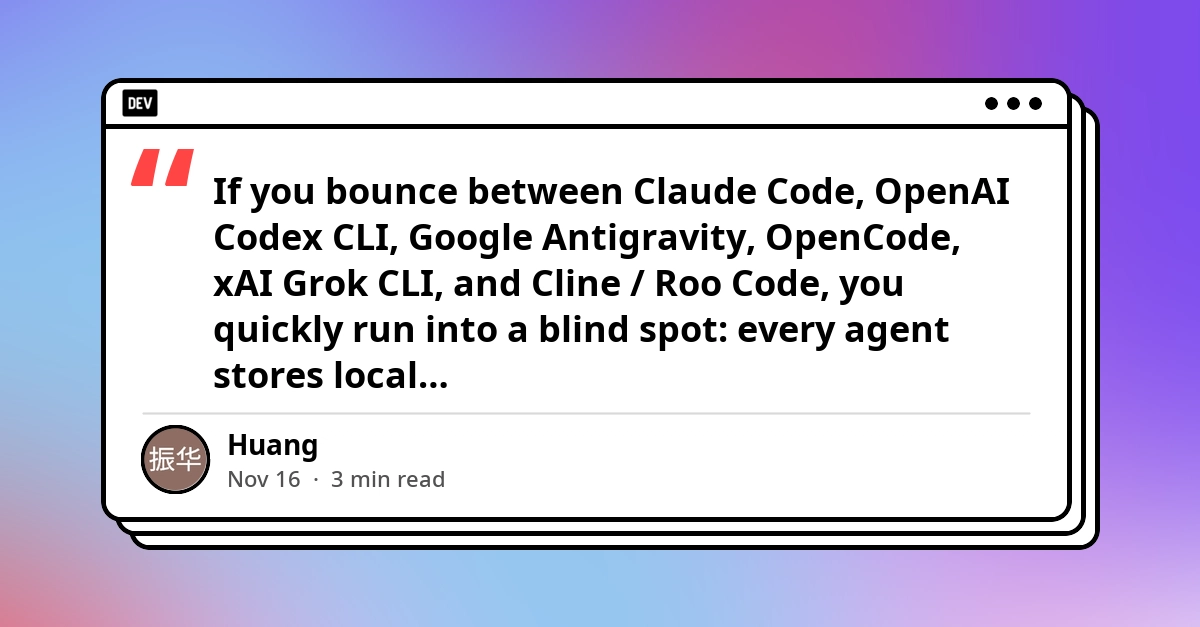 DEV
If you bounce between Claude Code, OpenAI
Codex CLI, Google Antigravity, OpenCode,
xAI Grok CLI, and Cline / Roo Code, you
quickly run into a blind spot: every agent
stores local...
振华
Huang
Nov 16 · 3 min read